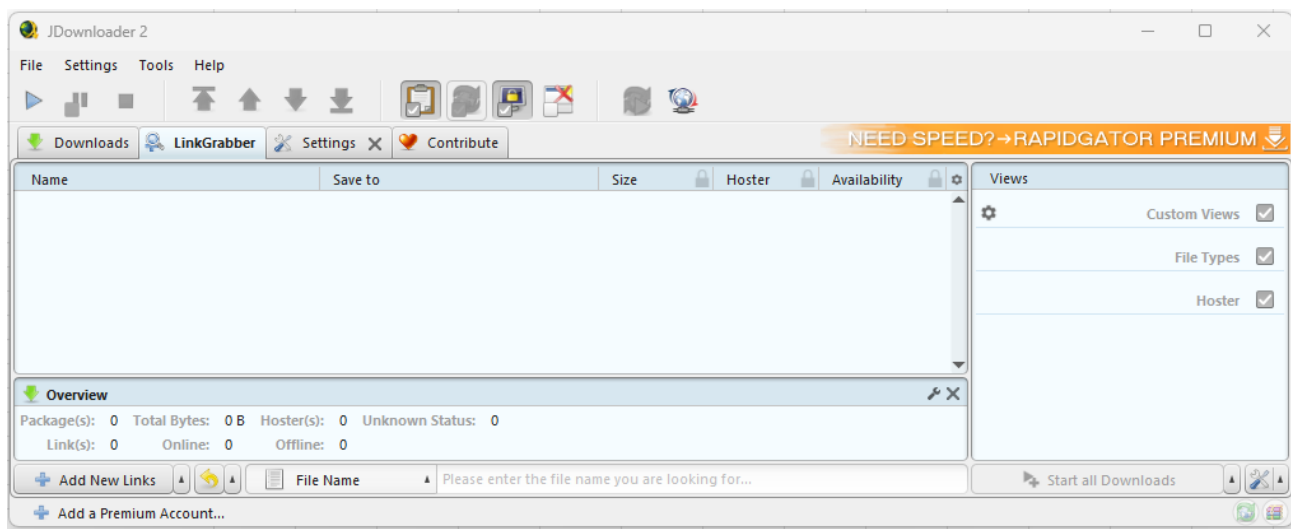 JDownloader 2
File Settings Tools Help
Downloads LinkGrabber Settings Contribute NEED SPEED?→RAPIDGATOR PREMIUM
Name Save to Size Hoster Availability Views
Custom Views
File Types
Hoster
Overview
Package(s): 0 Total Bytes: 0 B Hoster(s): 0 Unknown Status: 0
Link(s): 0 Online: 0 Offline: 0
Add New Links File Name Please enter the file name you are looking for... Start all Downloads
Add a Premium Account...